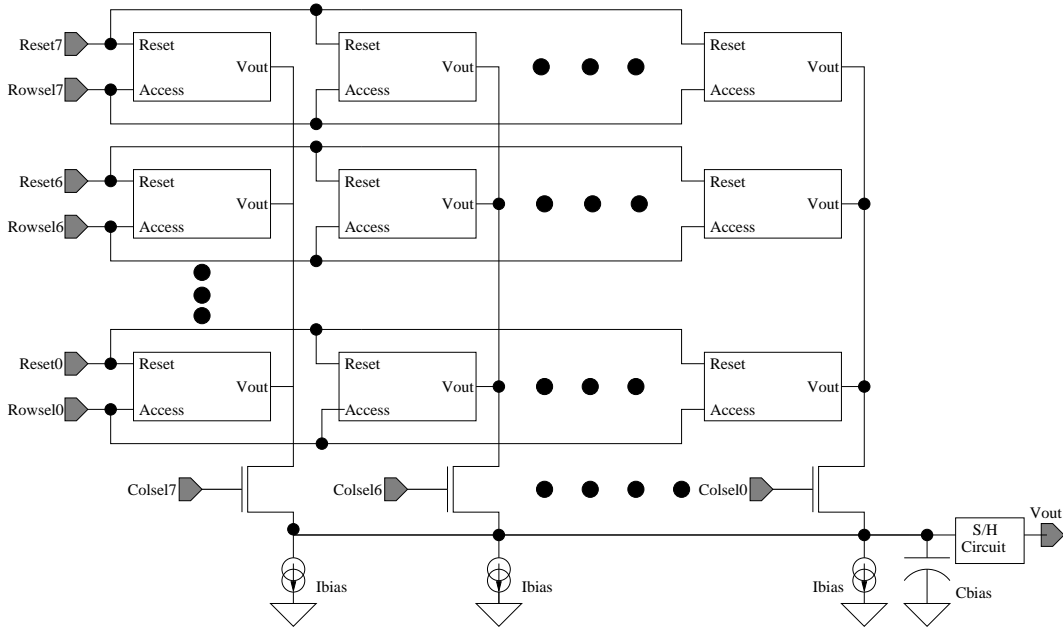 Reset7
Reset
Reset
Reset
Vout
Vout
Vout
Rowsel7
Access
Access
Access
Reset6
Reset
Reset
Reset
Vout
Vout
Vout
Rowsel6
Access
Access
Access
Reset0
Reset
Reset
Reset
Vout
Vout
Vout
Rowsel0
Access
Access
Access
Colsel7
Colsel6
Colsel0
Vout
S/H
Circuit
Ibias
Ibias
Ibias
Cbias